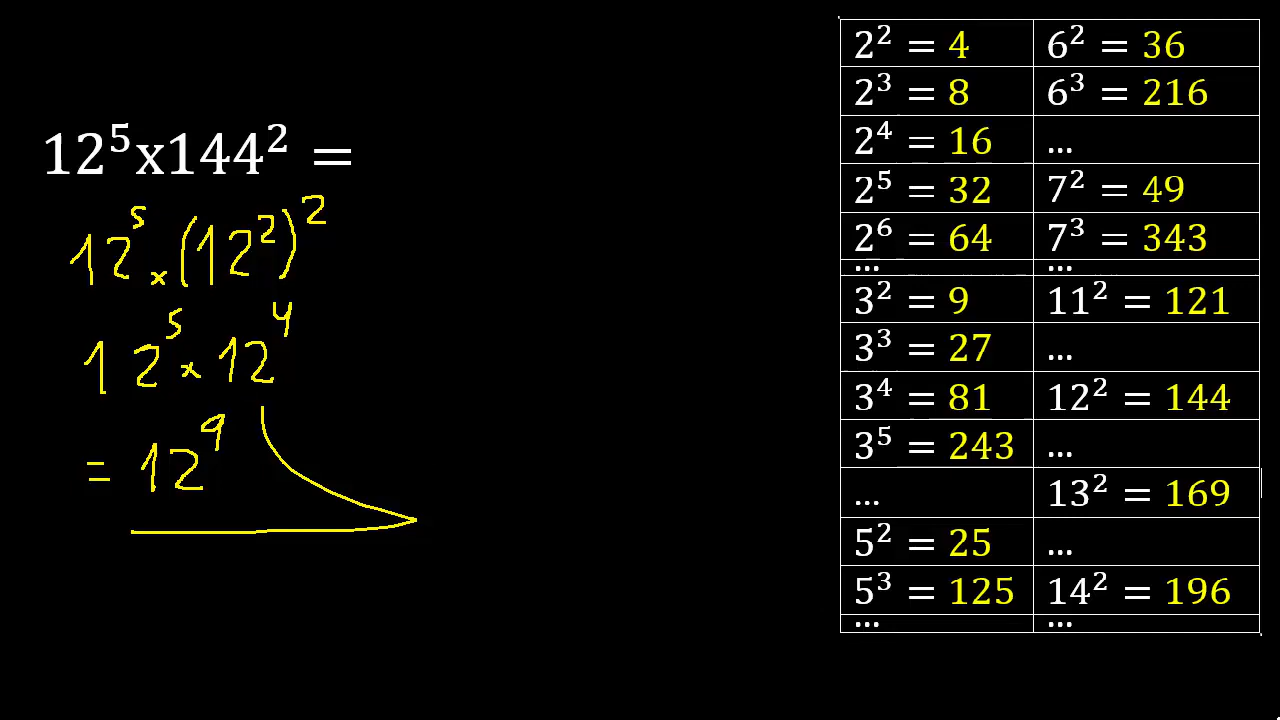 12⁵x144² =
12⁵ x (12²)²
12⁵ x 12⁴
= 12⁹
2² = 4 6² = 36
2³ = 8 6³ = 216
2⁴ = 16 ...
2⁵ = 32 7² = 49
2⁶ = 64 7³ = 343
... ...
3² = 9 11² = 121
3³ = 27 ...
3⁴ = 81 12² = 144
3⁵ = 243 ...
... 13² = 169
5² = 25 ...
5³ = 125 14² = 196
... ...